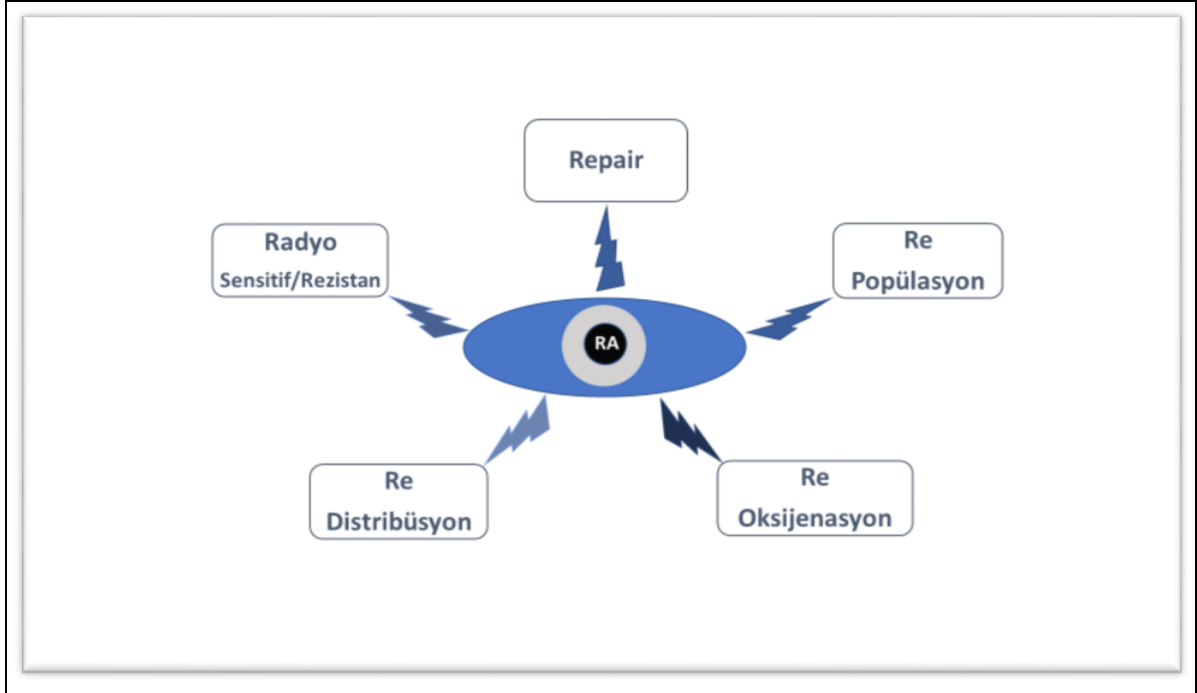 Repair
Radyo
Sensitif/Rezistan
Re
Popülasyon
RA
Re
Distribüsyon
Re
Oksijenasyon